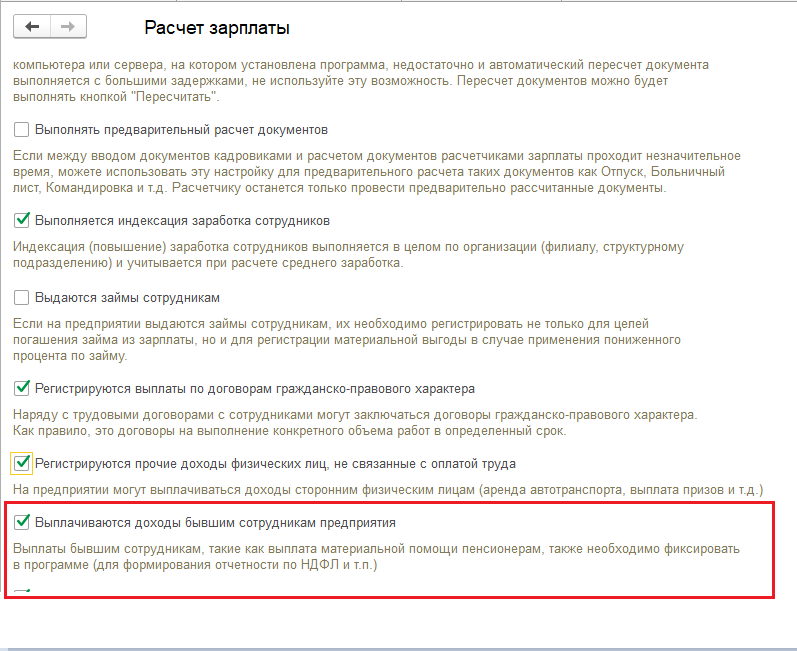 Расчет зарплаты
компьютера или сервера, на котором установлена программа, недостаточно и автоматический пересчет документа
выполняется с большими задержками, не используйте эту возможность. Пересчет документов можно будет
выполнять кнопкой "Пересчитать".
Выполнять предварительный расчет документов
Если между вводом документов кадровиками и расчетом документов расчетчиками зарплаты проходит незначительное
время, можете использовать эту настройку для предварительного расчета таких документов как Отпуск, Больничный
лист, Командировка и т.д. Расчетчику останется только провести предварительно рассчитанные документы.
Выполняется индексация заработка сотрудников
Индексация (повышение) заработка сотрудников выполняется в целом по организации (филиалу, структурному
подразделению) и учитывается при расчете среднего заработка.
Выдаются займы сотрудникам
Если на предприятии выдаются займы сотрудникам, их необходимо регистрировать не только для целей
погашения займа из зарплаты, но и для регистрации материальной выгоды в случае применения пониженного
процента по займу.
Регистрируются выплаты по договорам гражданско-правового характера
Наряду с трудовыми договорами с сотрудниками могут заключаться договоры гражданско-правового характера.
Как правило, это договоры на выполнение конкретного объема работ в определенный срок.
Регистрируются прочие доходы физических лиц, не связанные с оплатой труда
На предприятии могут выплачиваться доходы сторонним физическим лицам (аренда автотранспорта, выплата призов и т.д.)
Выплачиваются доходы бывшим сотрудникам предприятия
Выплаты бывшим сотрудникам, такие как выплата материальной помощи пенсионерам, также необходимо фиксировать
в программе (для формирования отчетности по НДФЛ и т.п.)